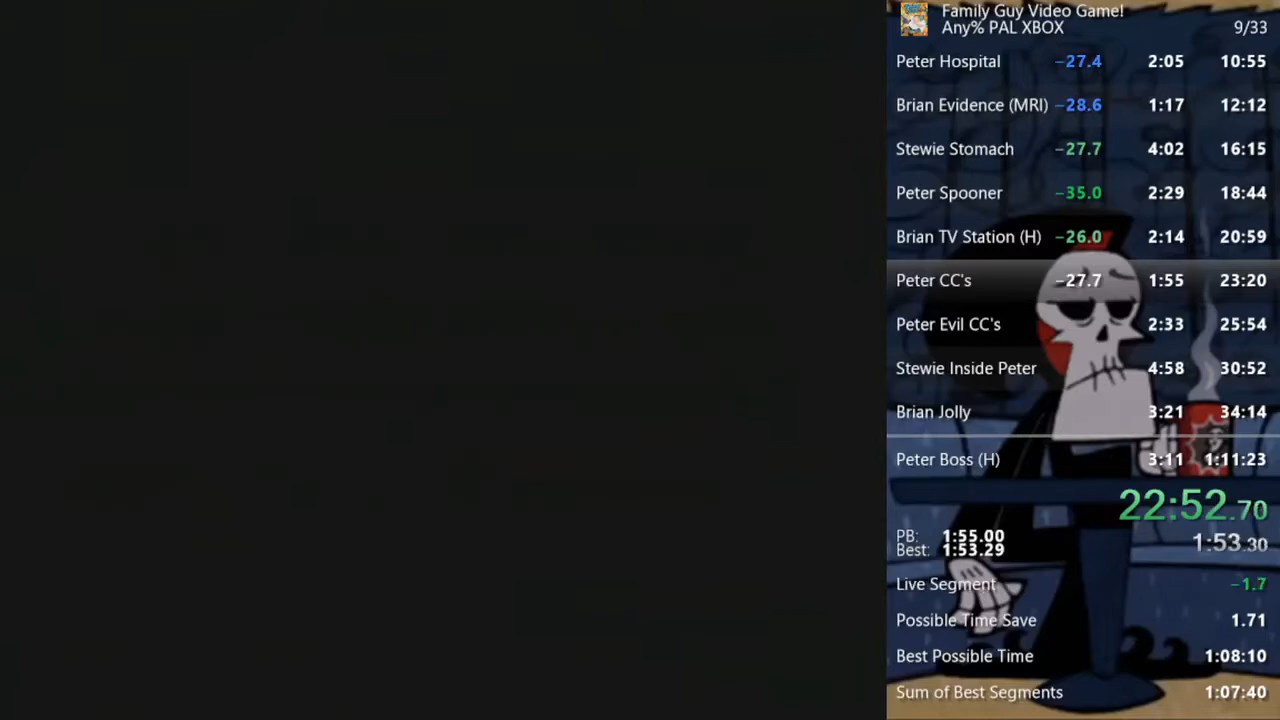 Family Guy Video Game!
Any% PAL XBOX 9/33
Peter Hospital -27.4 2:05 10:55
Brian Evidence (MRI) -28.6 1:17 12:12
Stewie Stomach -27.7 4:02 16:15
Peter Spooner -35.0 2:29 18:44
Brian TV Station (H) -26.0 2:14 20:59
Peter CC's -27.7 1:55 23:20
Peter Evil CC's 2:33 25:54
Stewie Inside Peter 4:58 30:52
Brian Jolly 3:21 34:14
Peter Boss (H) 3:11 1:11:23
22:52.70
PB: 1:55.00
Best: 1:53.29
1:53.30
Live Segment -1.7
Possible Time Save 1.71
Best Possible Time 1:08:10
Sum of Best Segments 1:07:40